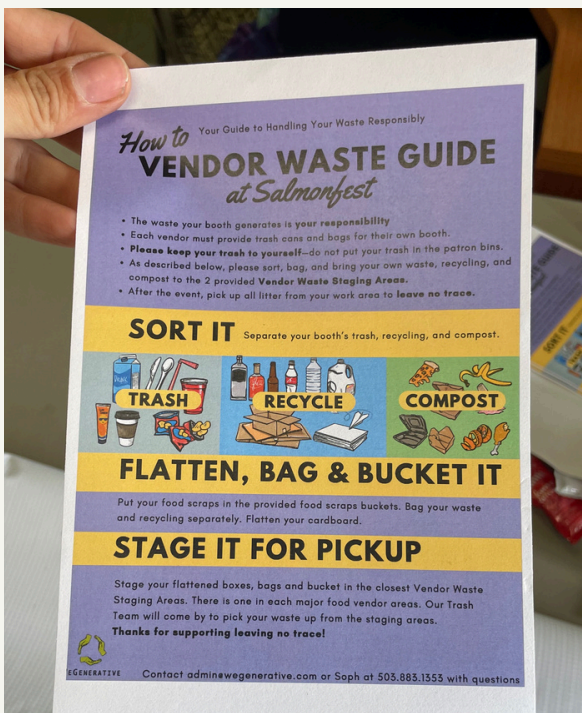 Your Guide to Handling Your Waste Responsibly
How to
VENDOR WASTE GUIDE
at Salmonfest
• The waste your booth generates is your responsibility
• Each vendor must provide trash cans and bags for their own booth.
• Please keep your trash to yourself—do not put your trash in the patron bins.
• As described below, please sort, bag, and bring your own waste, recycling, and
compost to the 2 provided Vendor Waste Staging Areas.
• After the event, pick up all litter from your work area to leave no trace.
SORT IT Separate your booth's trash, recycling, and compost.
TRASH
RECYCLE
COMPOST
FLATTEN, BAG & BUCKET IT
Put your food scraps in the provided food scraps buckets. Bag your waste
and recycling separately. Flatten your cardboard.
STAGE IT FOR PICKUP
Stage your flattened boxes, bags and bucket in the closest Vendor Waste
Staging Areas. There is one in each major food vendor areas. Our Trash
Team will come by to pick your waste up from the staging areas.
Thanks for supporting leaving no trace!
eGENERATIVE
Contact admin@wegenerative.com or Soph at 503.883.1353 with questions
SORT IT